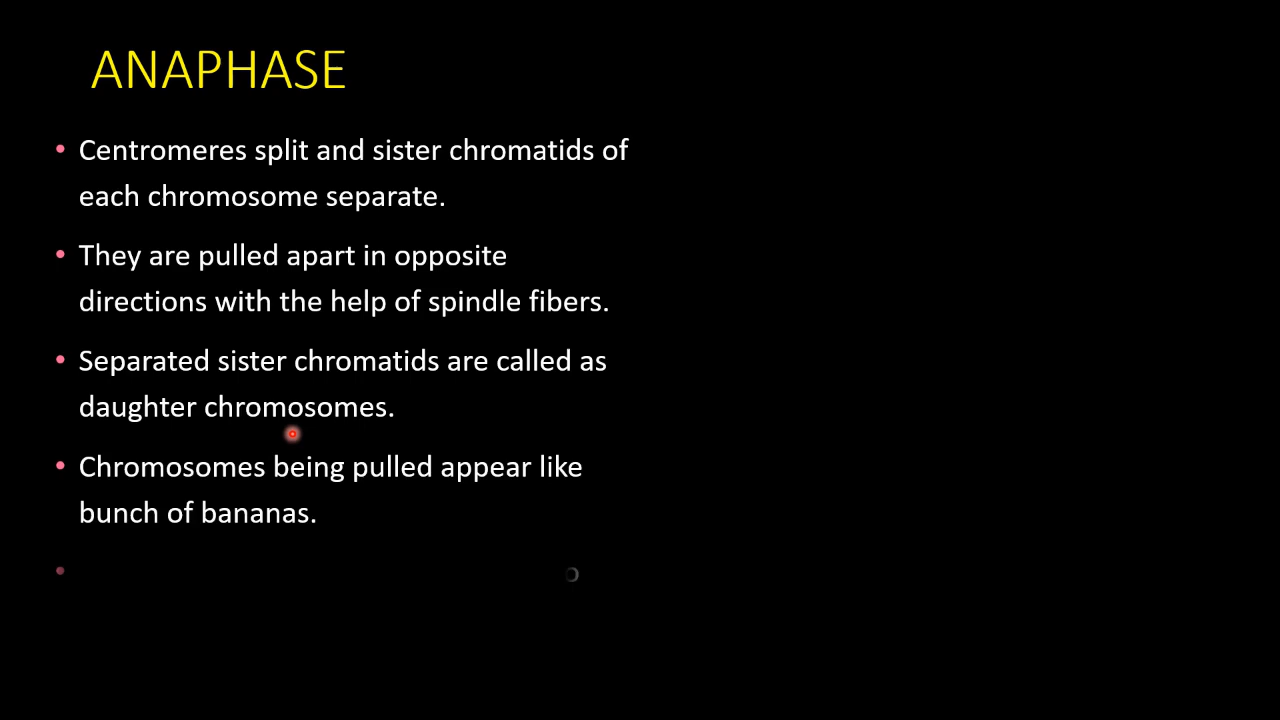 ANAPHASE
• Centromeres split and sister chromatids of
each chromosome separate.
• They are pulled apart in opposite
directions with the help of spindle fibers.
• Separated sister chromatids are called as
daughter chromosomes.
• Chromosomes being pulled appear like
bunch of bananas.